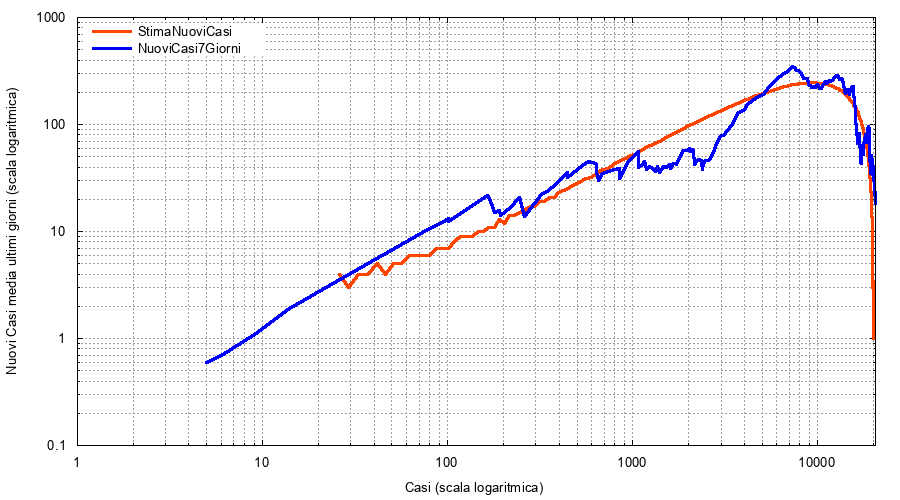 1000
StimaNuoviCasi
NuoviCasi7Giorni
100
10
1
0.1
Nuovi Casi media ultimi giorni (scala logaritmica)
1 10 100 1000 10000
Casi (scala logaritmica)